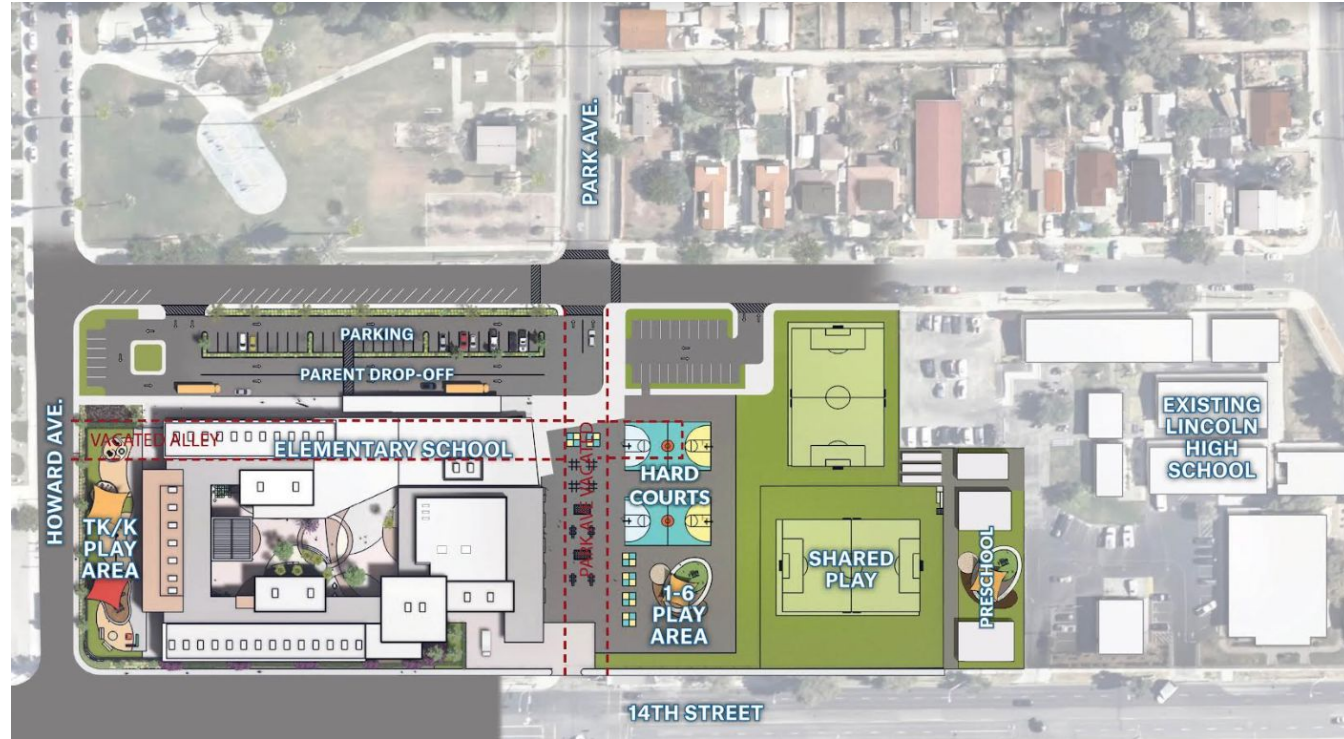 PARK AVE.
PARKING
PARENT DROP-OFF
HOWARD AVE.
VACATED ALLEY
ELEMENTARY SCHOOL
PARK AVE VACATED
HARD
COURTS
EXISTING
LINCOLN
HIGH
SCHOOL
TK/K
PLAY
AREA
SHARED
PLAY
PRESCHOOL
1-6
PLAY
AREA
14TH STREET